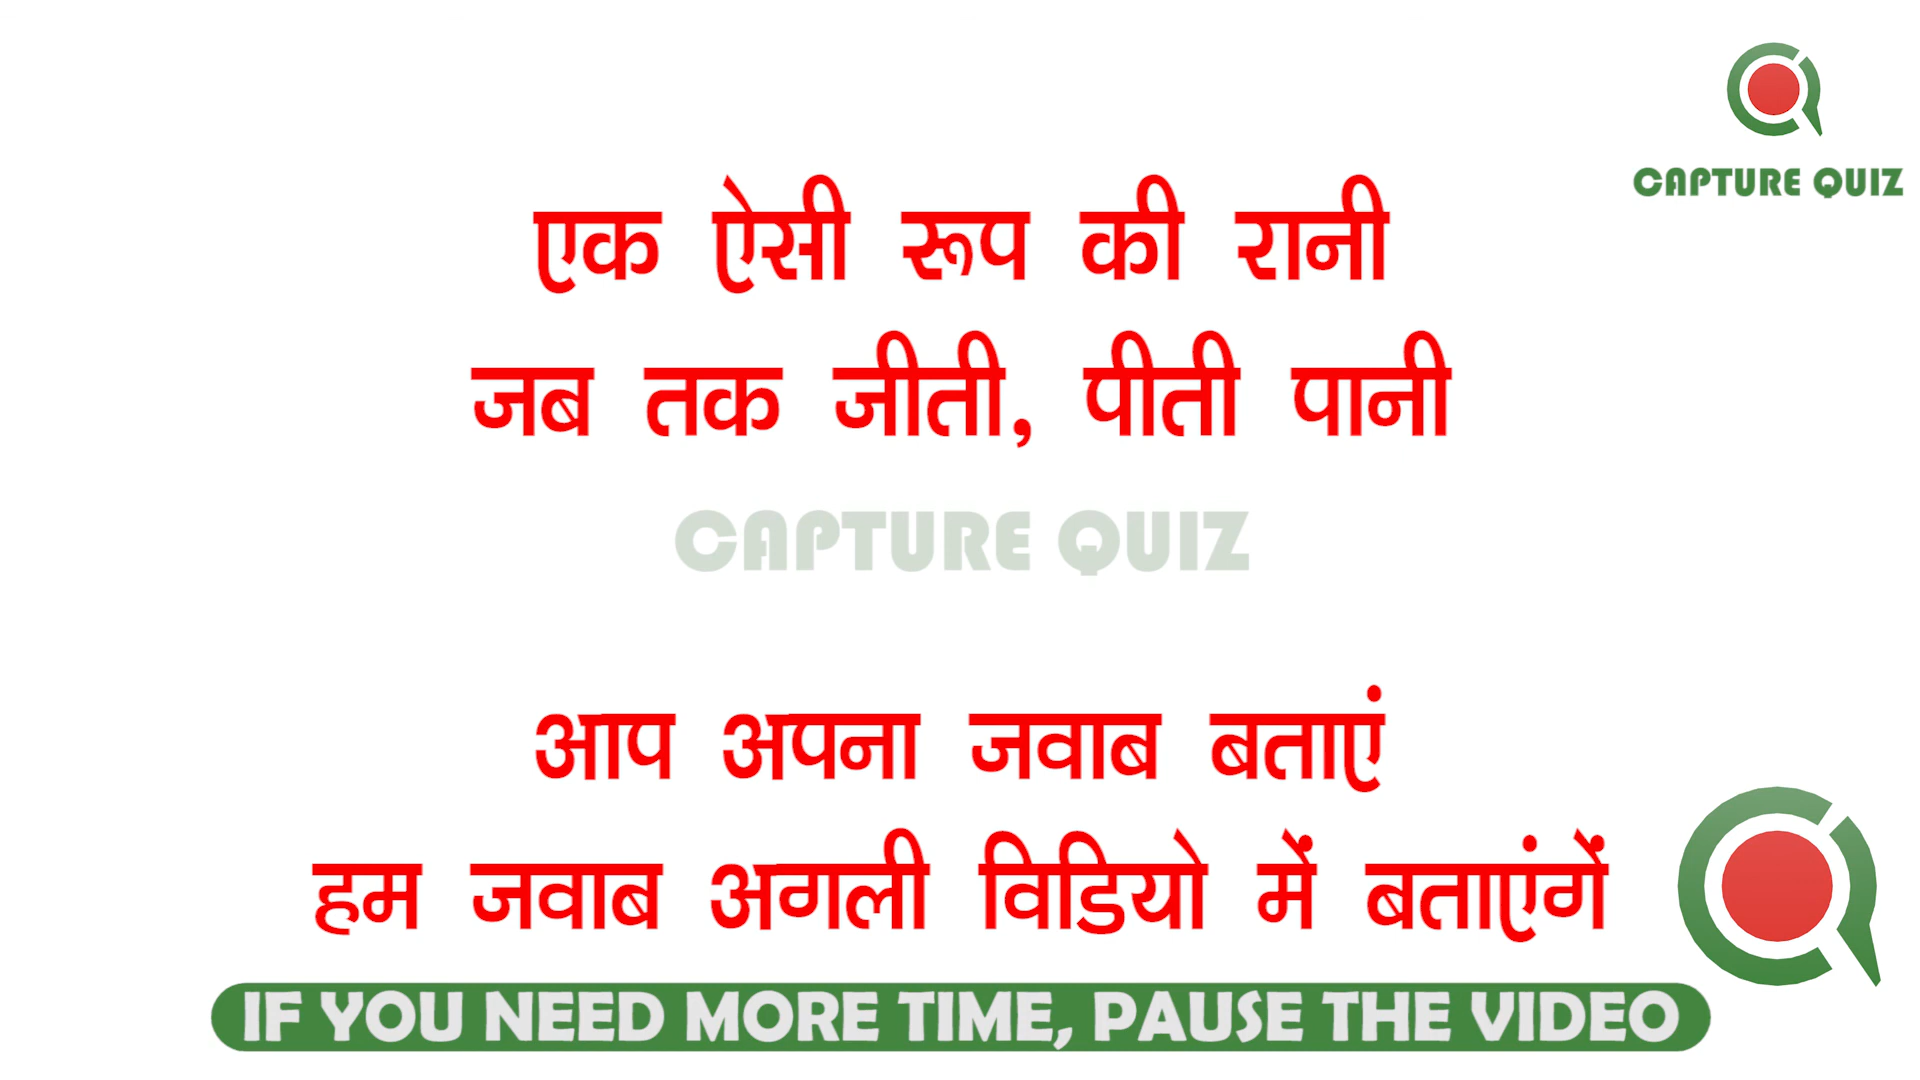 CAPTURE QUIZ
एक ऐसी रूप की रानी
जब तक जीती, पीती पानी
CAPTURE QUIZ
आप अपना जवाब बताएं
हम जवाब अगली विडियो में बताएंगें
IF YOU NEED MORE TIME, PAUSE THE VIDEO